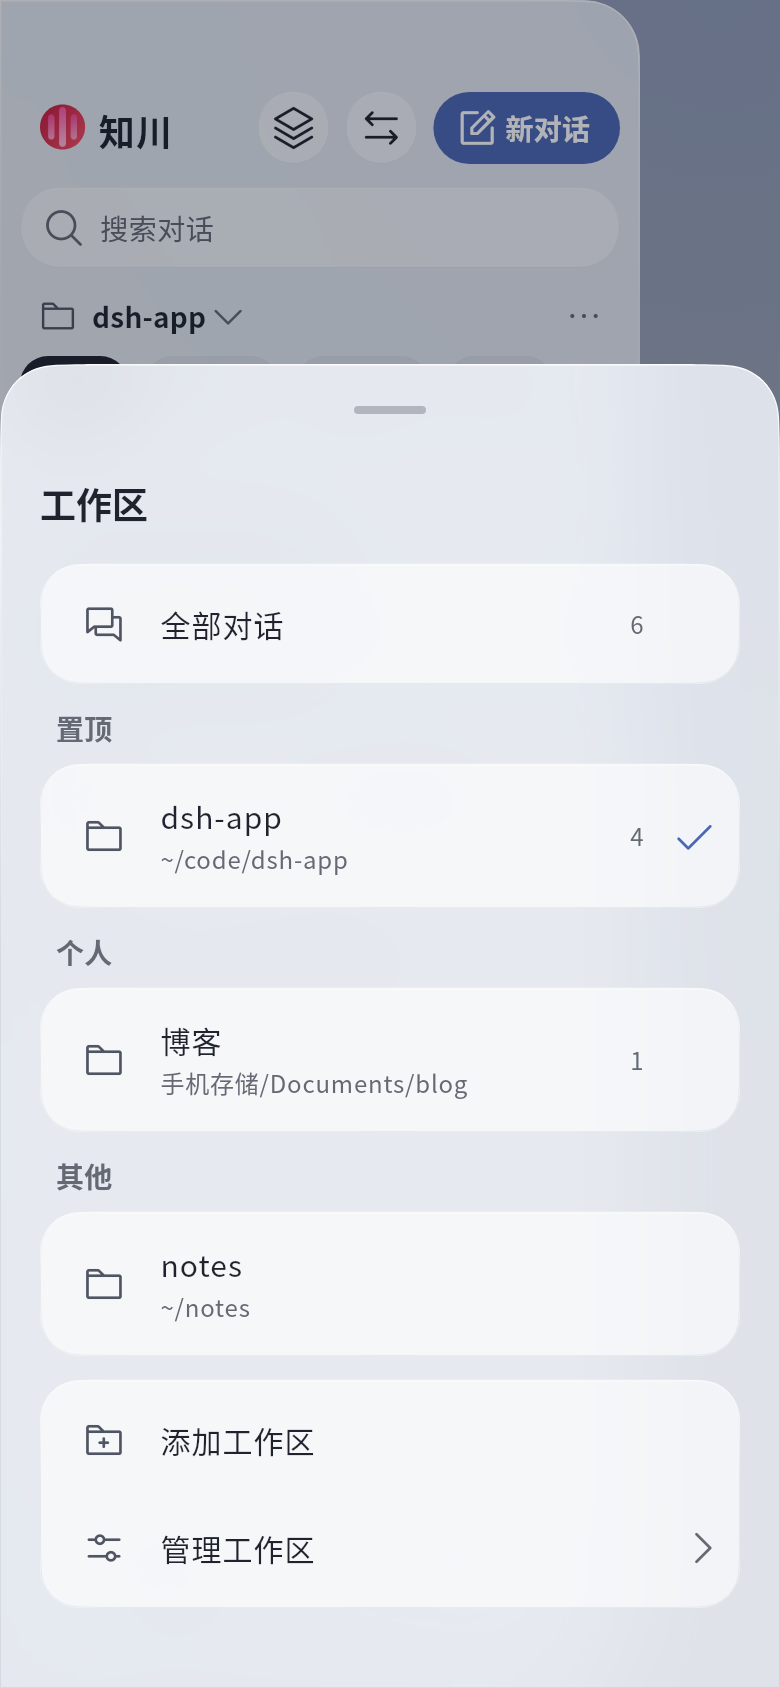 知川
新对话
搜索对话
dsh-app
工作区
全部对话 6
置顶
dsh-app
~/code/dsh-app
4
个人
博客
手机存储/Documents/blog
1
其他
notes
~/notes
添加工作区
管理工作区